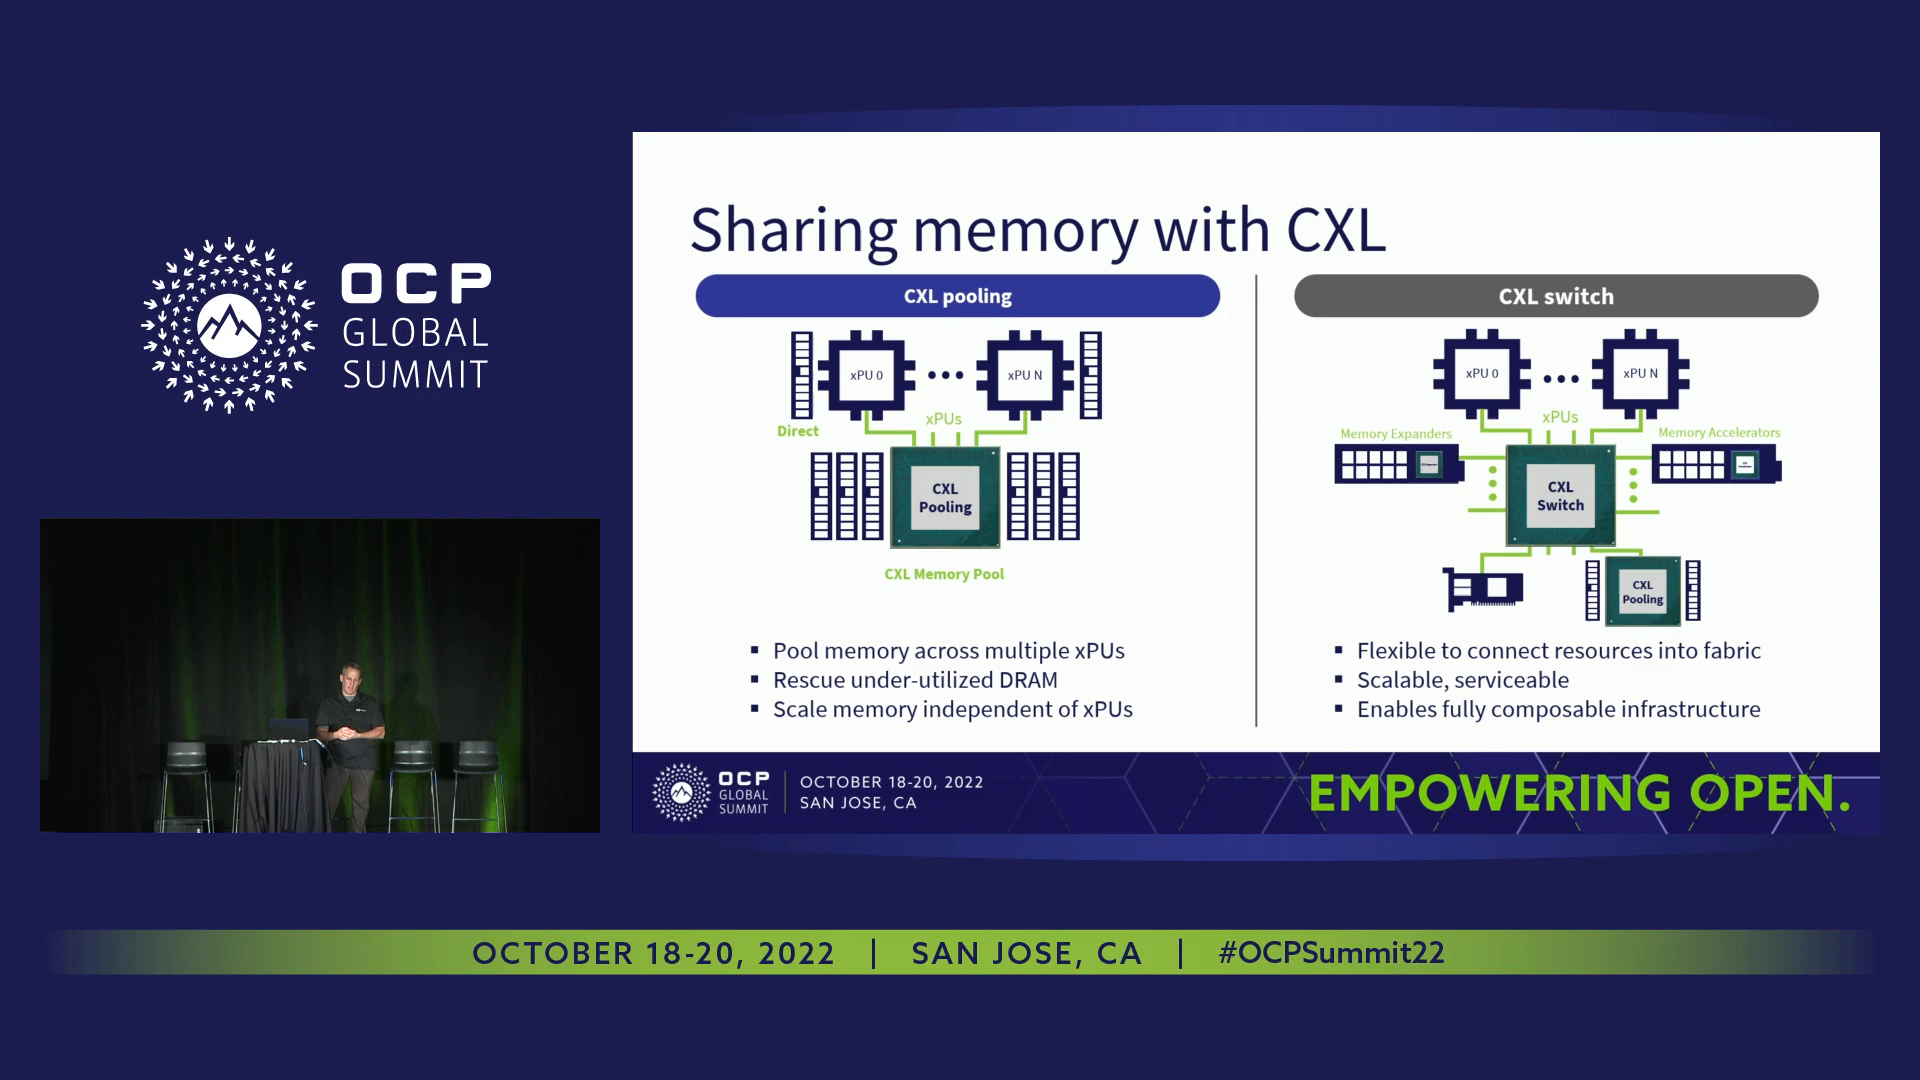 OCP
GLOBAL
SUMMIT
Sharing memory with CXL
CXL pooling
xPU 0
xPU N
xPUs
Direct
CXL
Pooling
CXL Memory Pool
Pool memory across multiple xPUs
Rescue under-utilized DRAM
Scale memory independent of xPUs
CXL switch
xPU 0
xPU N
xPUs
Memory Expanders
Memory Accelerators
CXL
Switch
CXL
Pooling
Flexible to connect resources into fabric
Scalable, serviceable
Enables fully composable infrastructure
OCP
GLOBAL
SUMMIT
OCTOBER 18-20, 2022
SAN JOSE, CA
EMPOWERING OPEN.
OCTOBER 18-20, 2022 | SAN JOSE, CA | #OCPSummit22